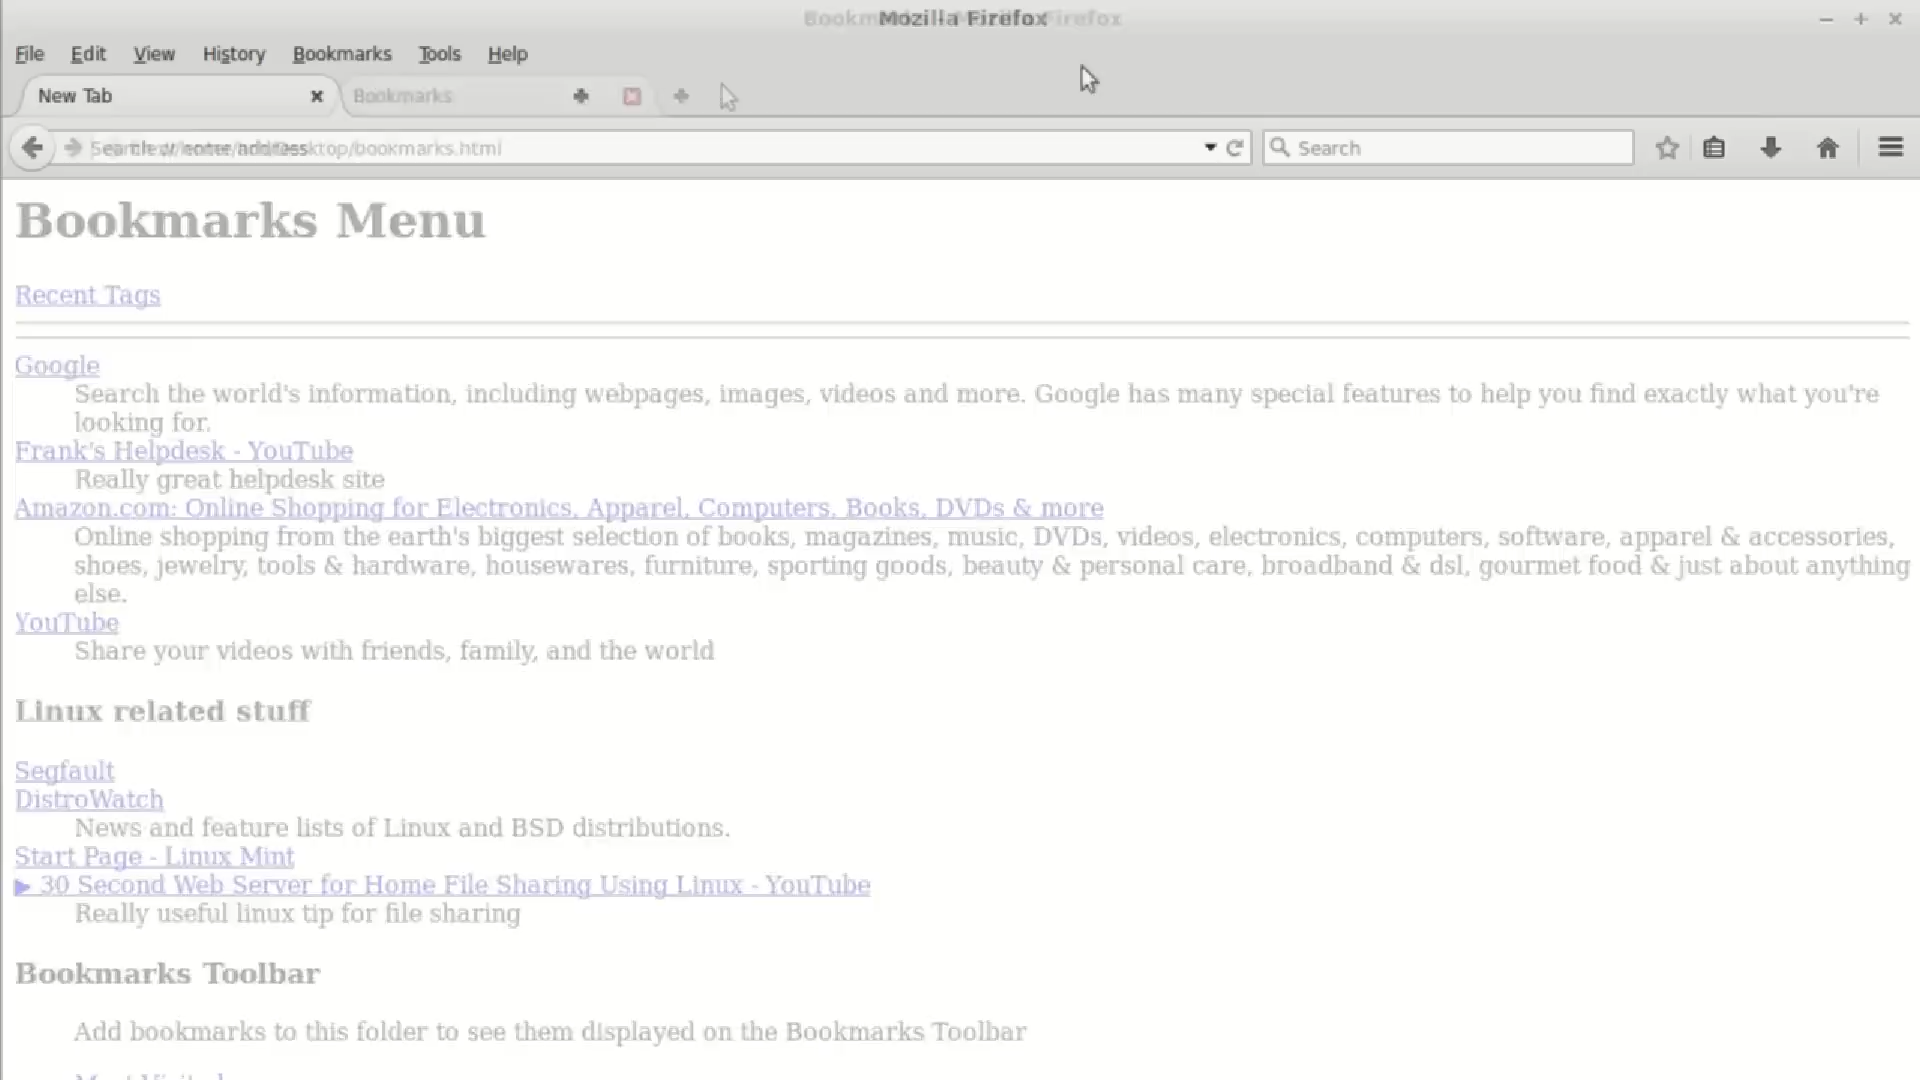 Mozilla Firefox
File Edit View History Bookmarks Tools Help
New Tab Bookmarks
Search or enter address
top/bookmarks.html
Search
Bookmarks Menu
Recent Tags
Google
Search the world's information, including webpages, images, videos and more. Google has many special features to help you find exactly what you're
looking for.
Frank's Helpdesk - YouTube
Really great helpdesk site
Amazon.com: Online Shopping for Electronics, Apparel, Computers, Books, DVDs & more
Online shopping from the earth's biggest selection of books, magazines, music, DVDs, videos, electronics, computers, software, apparel & accessories,
shoes, jewelry, tools & hardware, housewares, furniture, sporting goods, beauty & personal care, broadband & dsl, gourmet food & just about anything
else.
YouTube
Share your videos with friends, family, and the world
Linux related stuff
Segfault
DistroWatch
News and feature lists of Linux and BSD distributions.
Start Page - Linux Mint
▶ 30 Second Web Server for Home File Sharing Using Linux - YouTube
Really useful linux tip for file sharing
Bookmarks Toolbar
Add bookmarks to this folder to see them displayed on the Bookmarks Toolbar
Most Visited